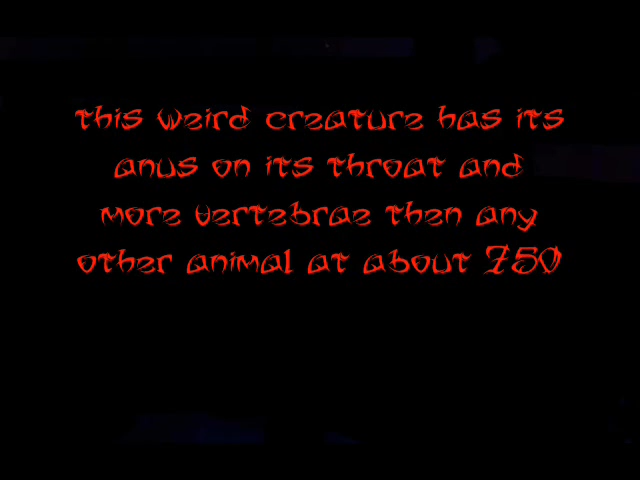 this weird creature has its
anus on its throat and
more vertebrae then any
other animal at about 750